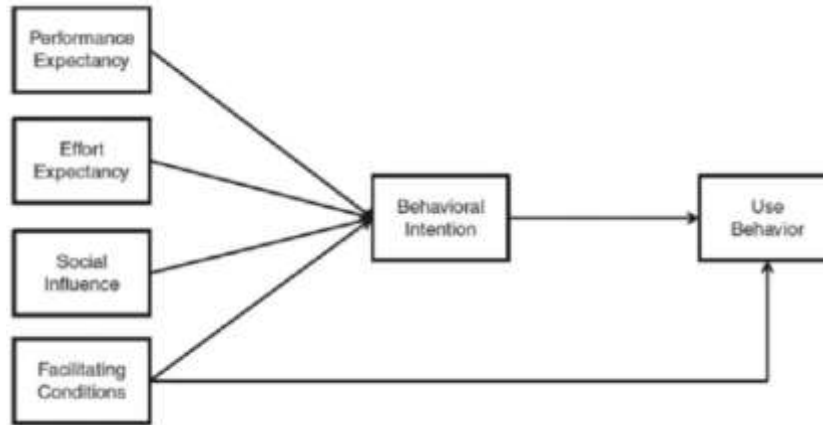 Performance
Expectancy
Effort
Expectancy
Social
Influence
Facilitating
Conditions
Behavioral
Intention
Use
Behavior